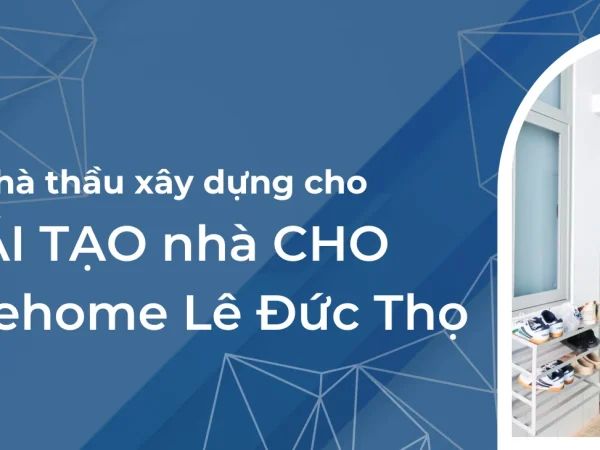 hà thầu xây dựng cho
ẢI TẠO nhà CHO
ehome Lê Đức Thọ